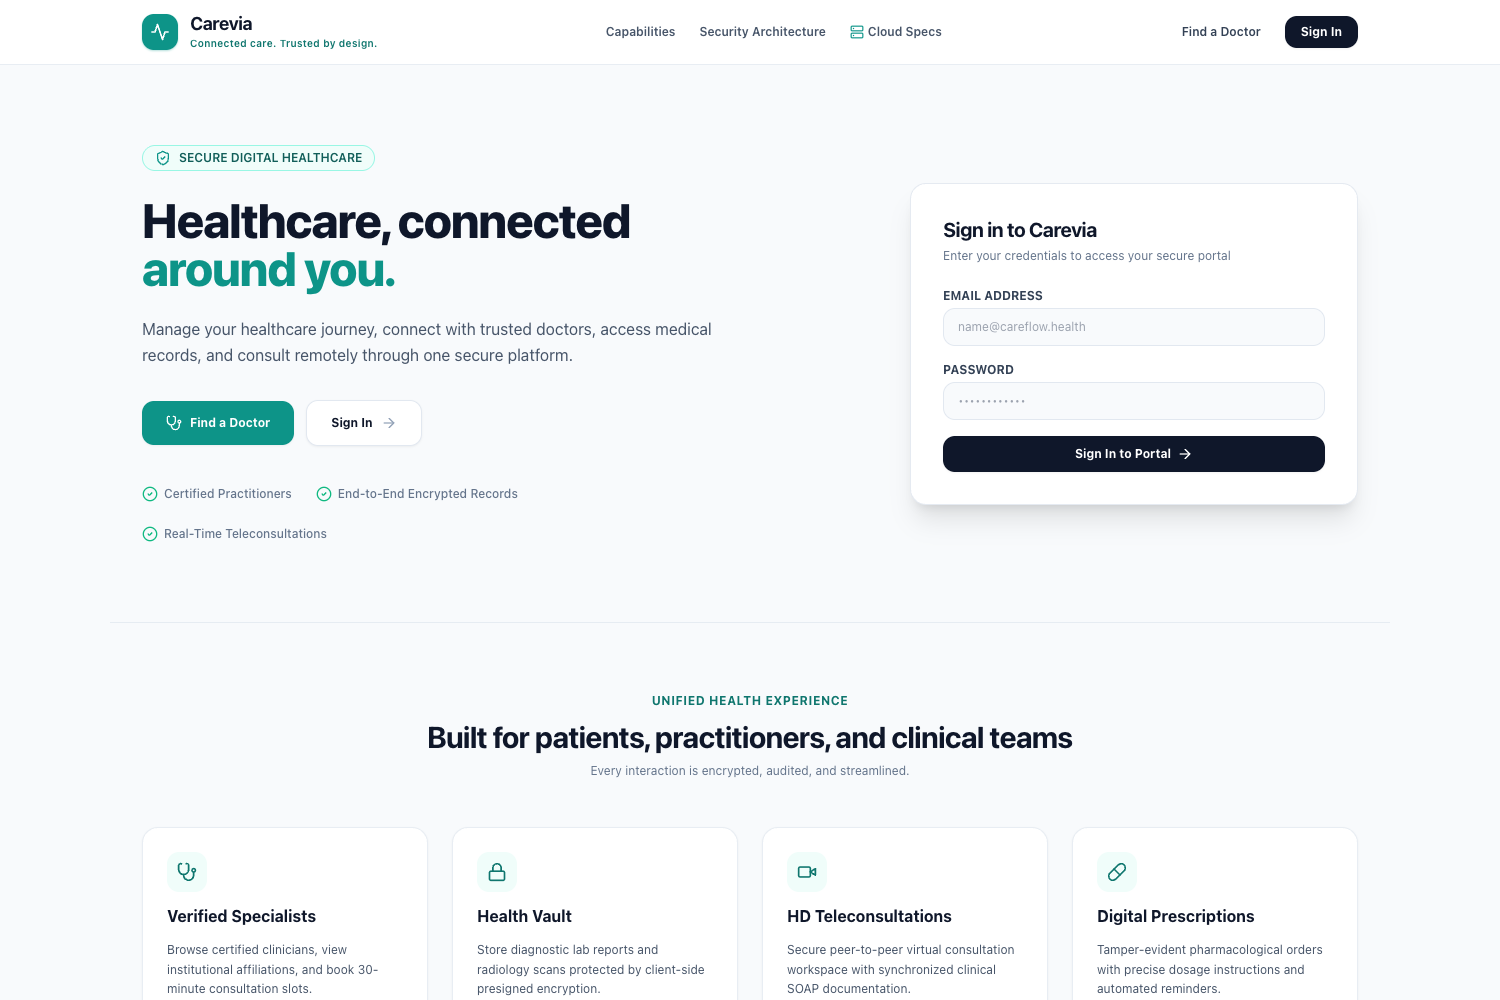 Carevia
Connected care. Trusted by design.
Capabilities
Security Architecture
Cloud Specs
Find a Doctor
Sign In
SECURE DIGITAL HEALTHCARE
Healthcare, connected
around you.
Manage your healthcare journey, connect with trusted doctors, access medical
records, and consult remotely through one secure platform.
Find a Doctor
Sign In
Certified Practitioners
End-to-End Encrypted Records
Real-Time Teleconsultations
Sign in to Carevia
Enter your credentials to access your secure portal
EMAIL ADDRESS
name@careflow.health
PASSWORD
••••••••••••
Sign In to Portal
UNIFIED HEALTH EXPERIENCE
Built for patients, practitioners, and clinical teams
Every interaction is encrypted, audited, and streamlined.
Verified Specialists
Browse certified clinicians, view
institutional affiliations, and book 30-
minute consultation slots.
Health Vault
Store diagnostic lab reports and
radiology scans protected by client-side
presigned encryption.
HD Teleconsultations
Secure peer-to-peer virtual consultation
workspace with synchronized clinical
SOAP documentation.
Digital Prescriptions
Tamper-evident pharmacological orders
with precise dosage instructions and
automated reminders.